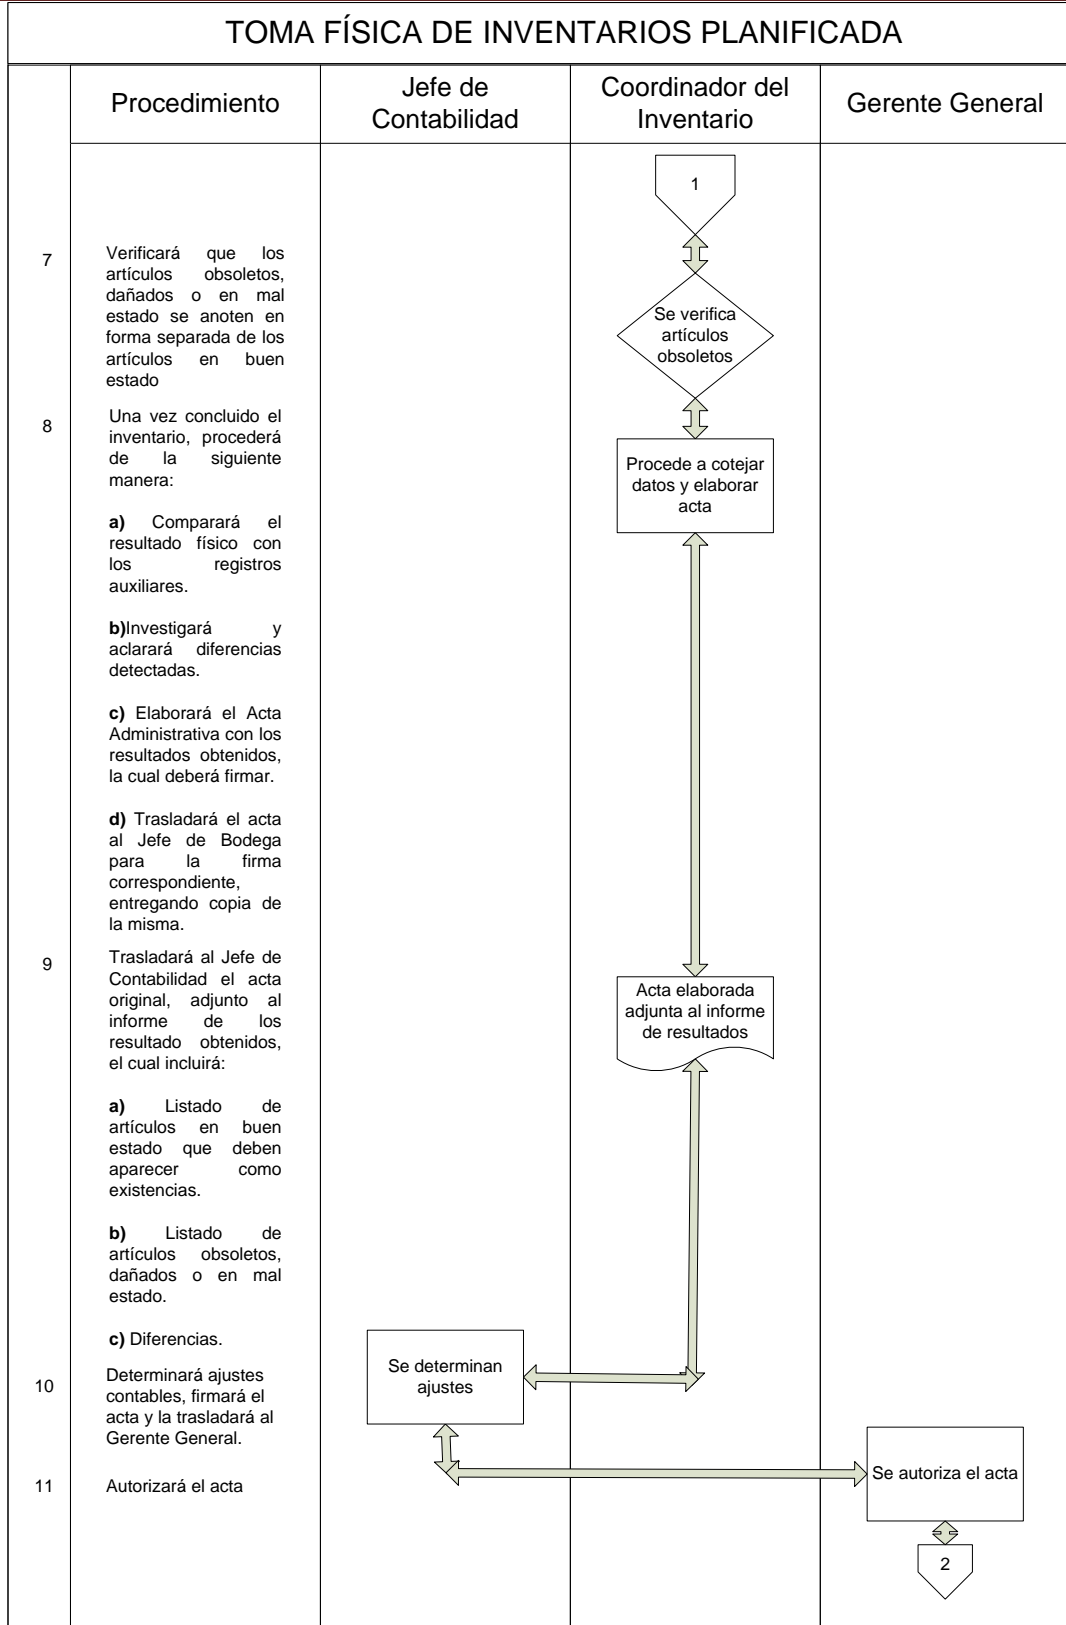 TOMA FÍSICA DE INVENTARIOS PLANIFICADA
Procedimiento
Jefe de
Contabilidad
Coordinador del
Inventario
Gerente General
1
7
Verificará que los
artículos obsoletos,
dañados o en mal
estado se anoten en
forma separada de los
artículos en buen
estado
Se verifica
artículos
obsoletos
8
Una vez concluido el
inventario, procederá
de la siguiente
manera:
a) Comparará el
resultado físico con
los registros
auxiliares.
b)Investigará y
aclarará diferencias
detectadas.
c) Elaborará el Acta
Administrativa con los
resultados obtenidos,
la cual deberá firmar.
d) Trasladará el acta
al Jefe de Bodega
para la firma
correspondiente,
entregando copia de
la misma.
Procede a cotejar
datos y elaborar
acta
9
Trasladará al Jefe de
Contabilidad el acta
original, adjunto al
informe de los
resultado obtenidos,
el cual incluirá:
a) Listado de
artículos en buen
estado que deben
aparecer como
existencias.
b) Listado de
artículos obsoletos,
dañados o en mal
estado.
c) Diferencias.
Acta elaborada
adjunta al informe
de resultados
10
Determinará ajustes
contables, firmará el
acta y la trasladará al
Gerente General.
Se determinan
ajustes
11
Autorizará el acta
Se autoriza el acta
2